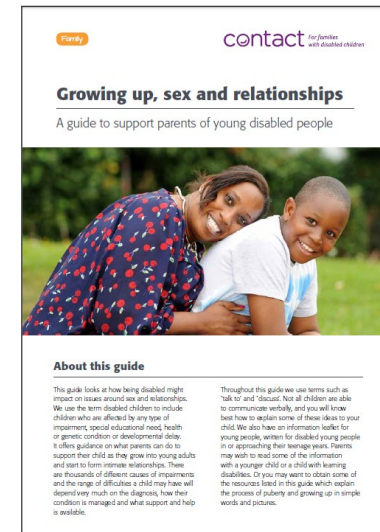 Family
contact For families
with disabled children
Growing up, sex and relationships
A guide to support parents of young disabled people
About this guide
This guide looks at how being disabled might
impact on issues around sex and relationships.
We use the term disabled children to include
children who are affected by any type of
impairment, special educational need, health
or genetic condition or developmental delay.
It offers guidance on what parents can do to
support their child as they grow into young adults
and start to form intimate relationships. There
are thousands of different causes of impairments
and the range of difficulties a child may have will
depend very much on the diagnosis, how their
condition is managed and what support and help
is available.
Throughout this guide we use terms such as
'talk to' and 'discuss'. Not all children are able
to communicate verbally, and you will know
best how to explain some of these ideas to your
child. We also have an information leaflet for
young people, written for disabled young people
in or approaching their teenage years. Parents
may wish to read some of the information
with a younger child or a child with learning
disabilities. Or you may want to obtain some of
the resources listed in this guide which explain
the process of puberty and growing up in simple
words and pictures.